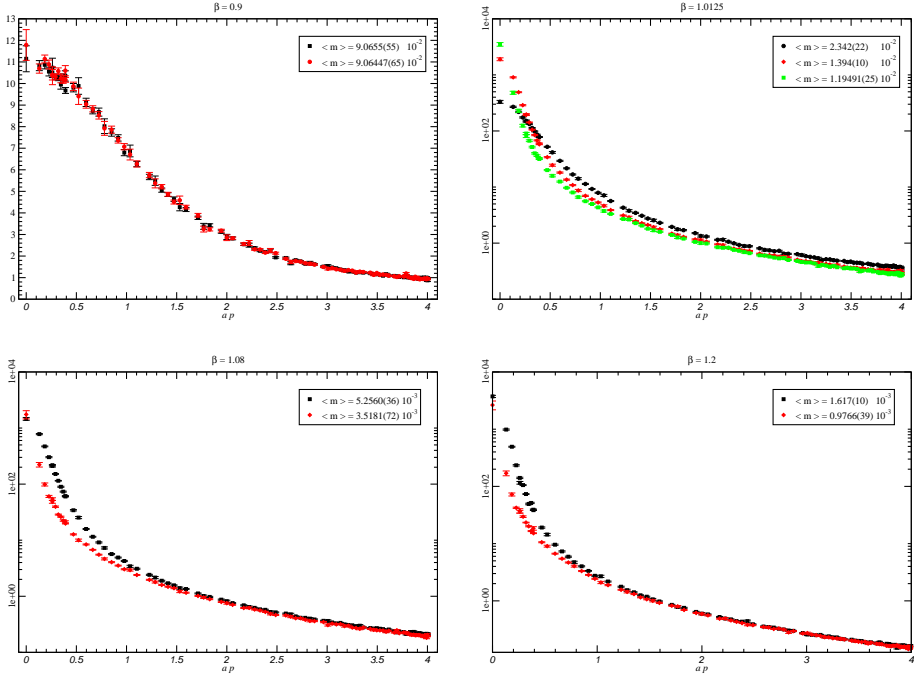 β = 0.9
13
12
11
10
9
8
7
6
5
4
3
2
1
0
< m > = 9.0655(55) 10^-2
< m > = 9.06447(65) 10^-2
0 0.5 1 1.5 2 2.5 3 3.5 4
a p
β = 1.0125
1e+04
1e+02
1e+00
< m > = 2.342(22) 10^-2
< m > = 1.394(10) 10^-2
< m > = 1.19491(25) 10^-2
0 0.5 1 1.5 2 2.5 3 3.5 4
a p
β = 1.08
1e+04
1e+02
1e+00
< m > = 5.2560(36) 10^-3
< m > = 3.5181(72) 10^-3
0 0.5 1 1.5 2 2.5 3 3.5 4
a p
β = 1.2
1e+04
1e+02
1e+00
< m > = 1.617(10) 10^-3
< m > = 0.9766(39) 10^-3
0 1 2 3 4
a p